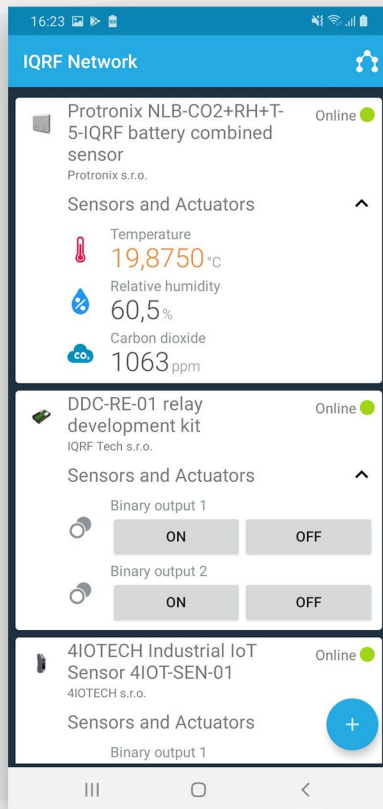 16:23
IQRF Network
Protronix NLB-CO2+RH+T-
5-IQRF battery combined
sensor
Online
Protronix s.r.o.
Sensors and Actuators
Temperature
19,8750 °C
Relative humidity
60,5 %
Carbon dioxide
CO₂
1063 ppm
DDC-RE-01 relay
development kit
Online
IQRF Tech s.r.o.
Sensors and Actuators
Binary output 1
ON OFF
Binary output 2
ON OFF
4IOTECH Industrial IoT
Sensor 4IOT-SEN-01
Online
4IOTECH s.r.o.
Sensors and Actuators
Binary output 1